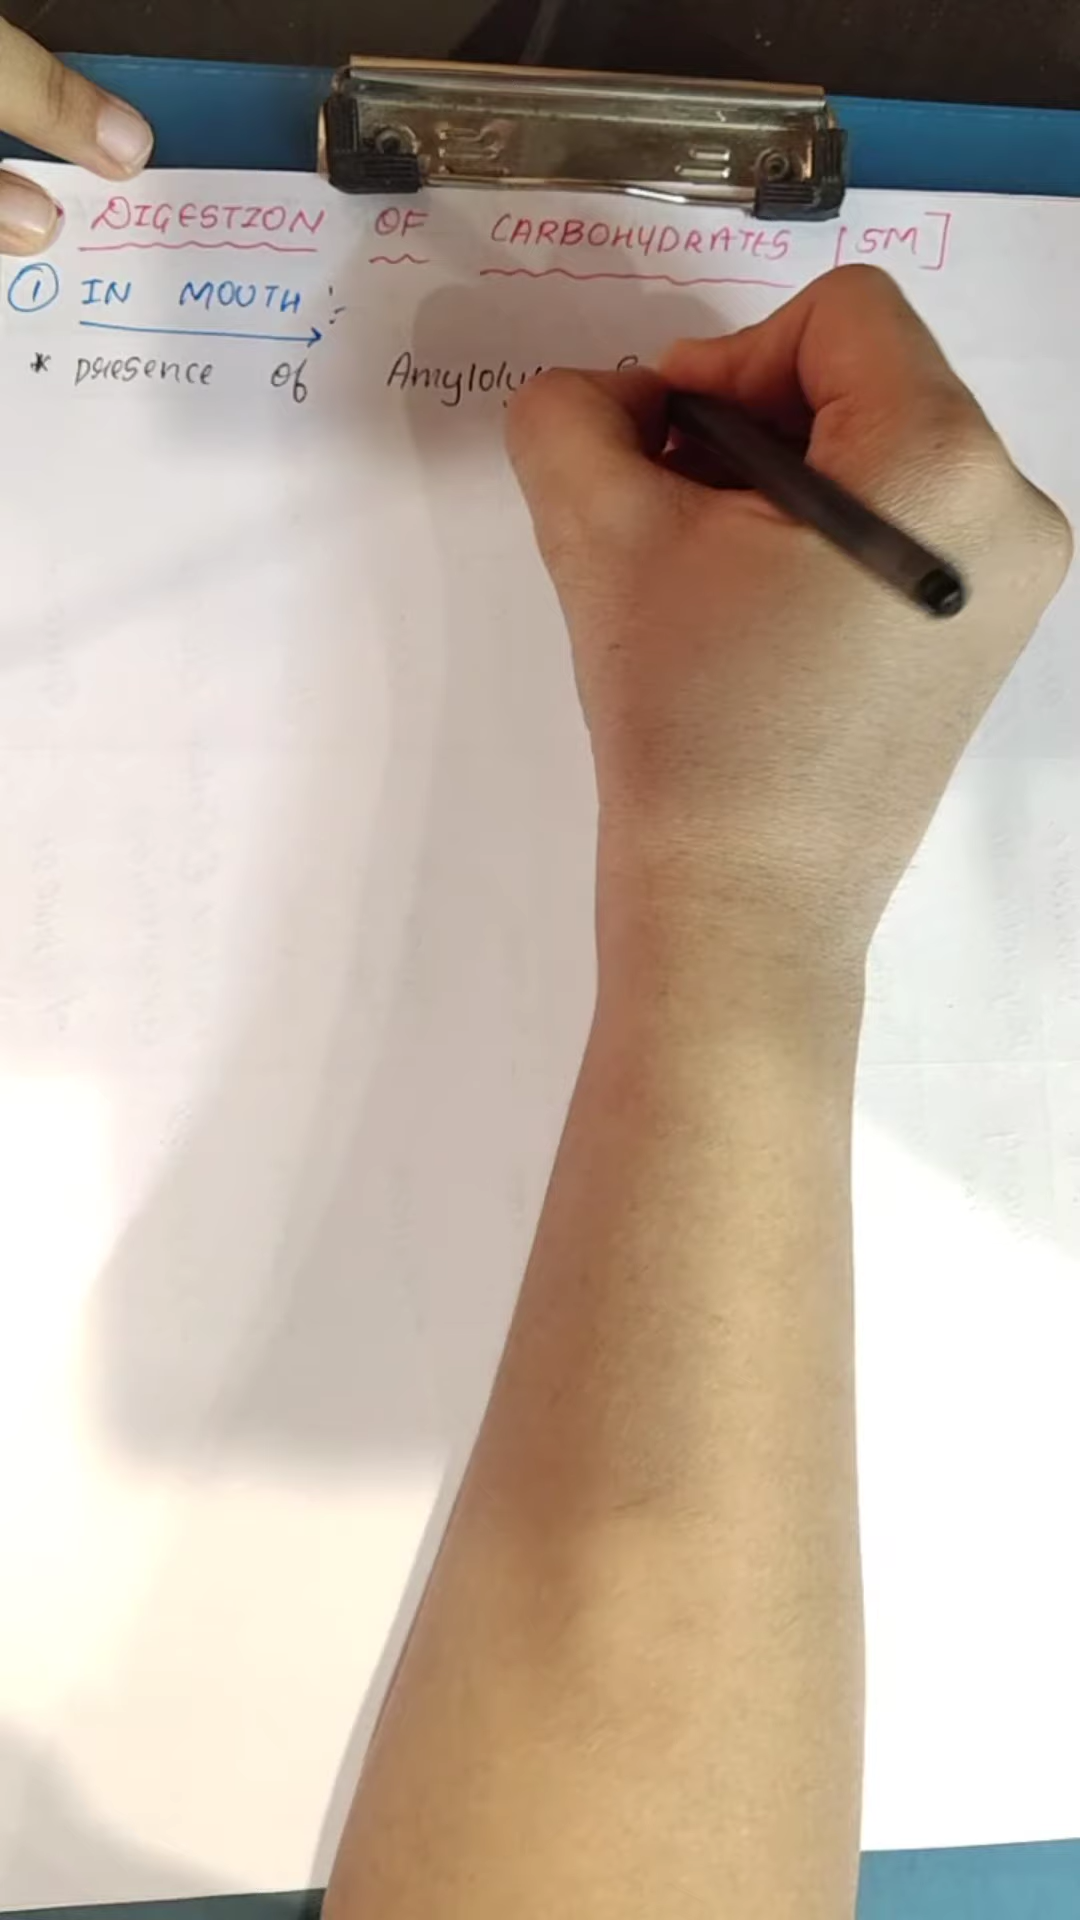 DIGESTION OF CARBOHYDRATES [5M]
① IN MOUTH :-
* presence of